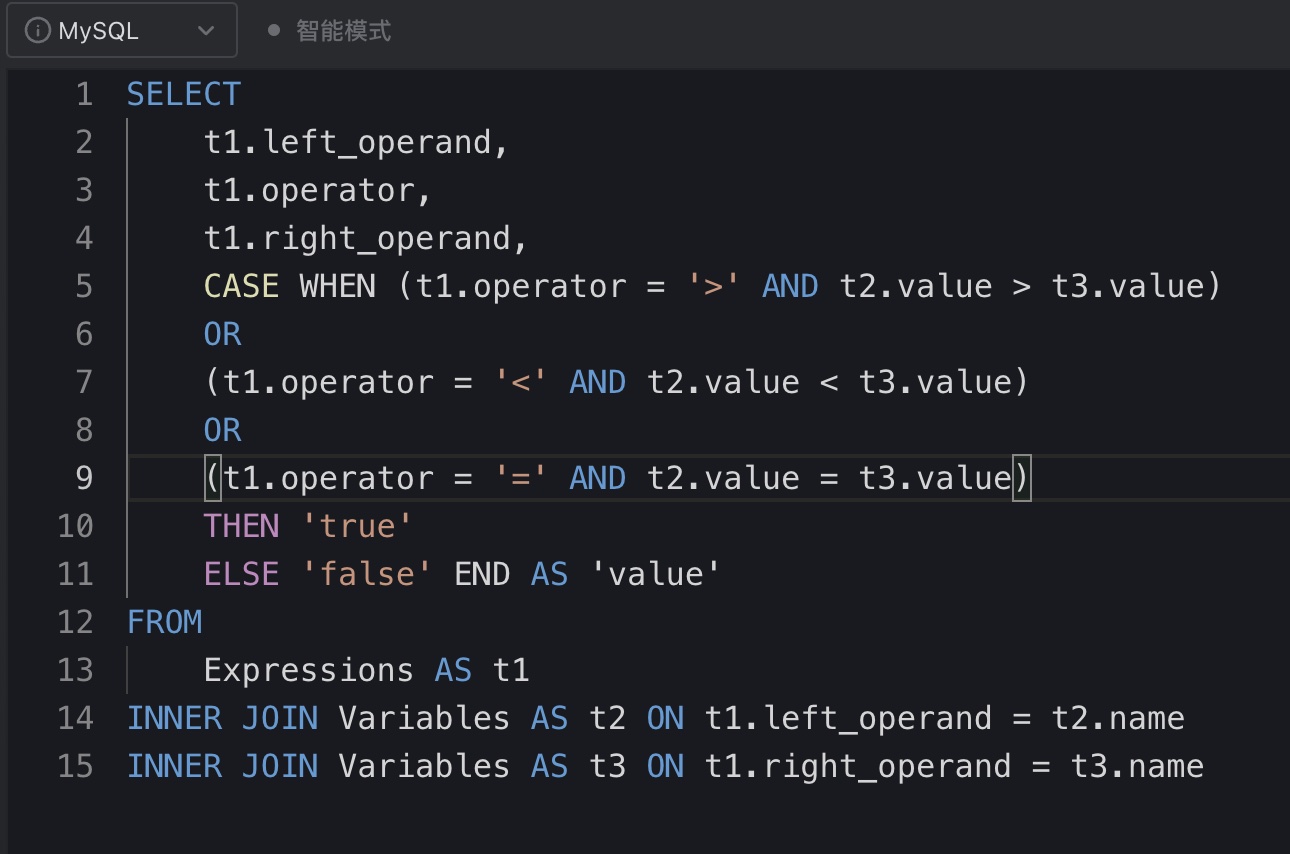 MySQL 智能模式
1 SELECT
2 t1.left_operand,
3 t1.operator,
4 t1.right_operand,
5 CASE WHEN (t1.operator = '>' AND t2.value > t3.value)
6 OR
7 (t1.operator = '<' AND t2.value < t3.value)
8 OR
9 (t1.operator = '=' AND t2.value = t3.value)
10 THEN 'true'
11 ELSE 'false' END AS 'value'
12 FROM
13 Expressions AS t1
14 INNER JOIN Variables AS t2 ON t1.left_operand = t2.name
15 INNER JOIN Variables AS t3 ON t1.right_operand = t3.name